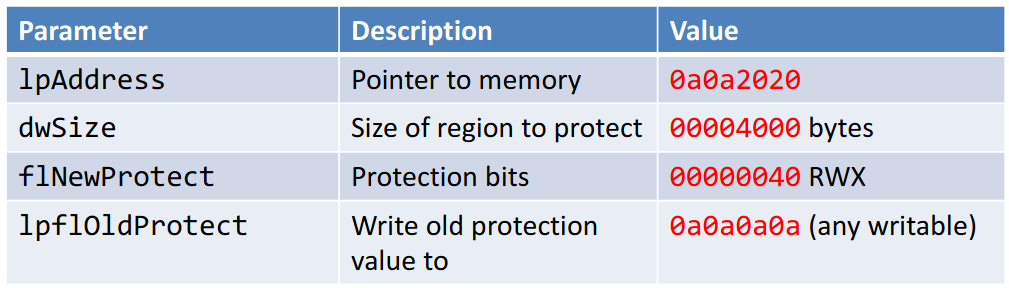 Parameter Description Value
lpAddress Pointer to memory 0a0a2020
dwSize Size of region to protect 00004000 bytes
flNewProtect Protection bits 00000040 RWX
lpflOldProtect Write old protection 0a0a0a0a (any writable)
value to